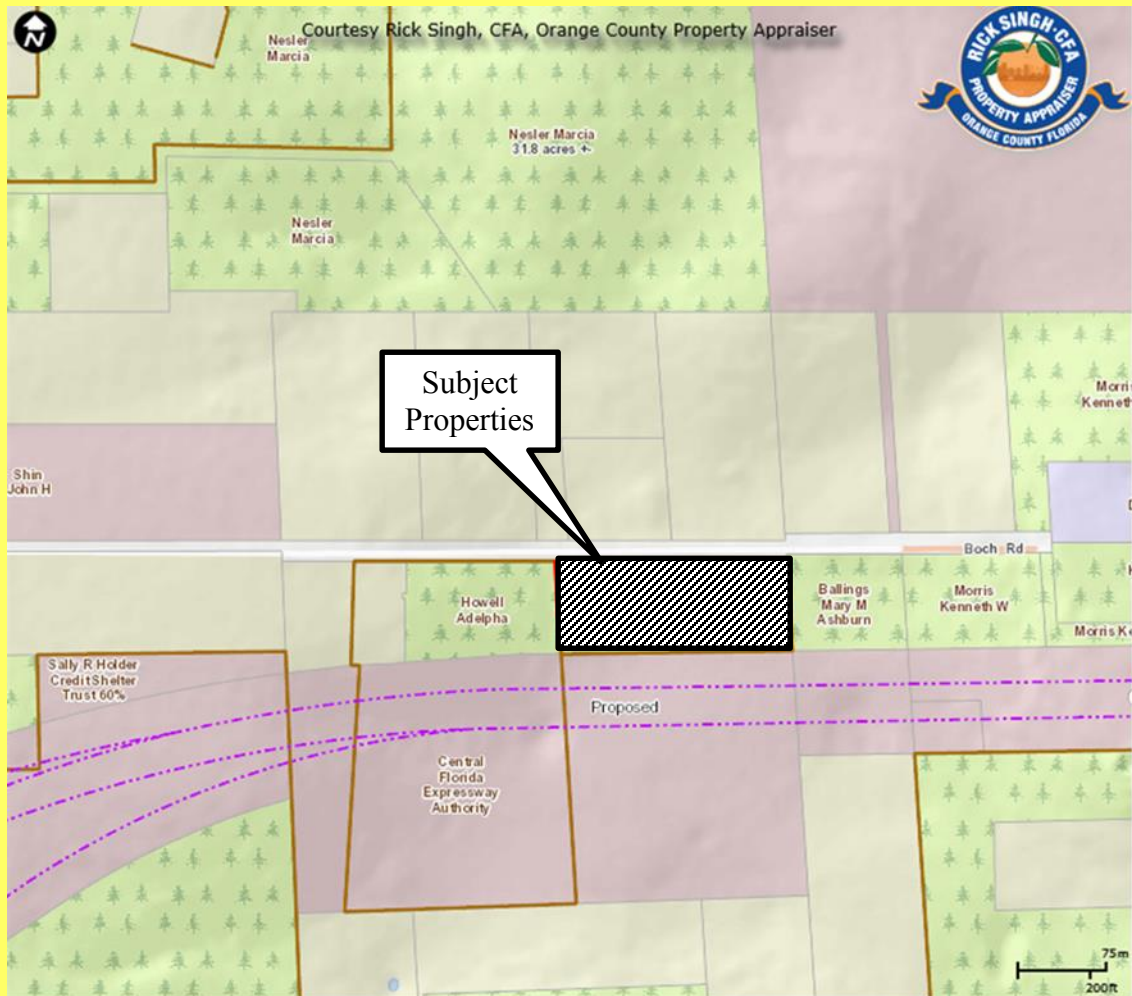 N
Courtesy Rick Singh, CFA, Orange County Property Appraiser
RICK SINGH·CFA
PROPERTY APPRAISER
ORANGE COUNTY FLORIDA
Nesler
Marcia
Nesler Marcia
31.8 acres +-
Nesler
Marcia
Subject
Properties
Morris
Kenneth
Shin
John H
Boch Rd
Howell
Adelpha
Ballings
Mary M
Ashburn
Morris
Kenneth W
Morris Ke
Sally R Holder
Credit Shelter
Trust 60%
Proposed
Central
Florida
Expressway
Authority
75m
200ft